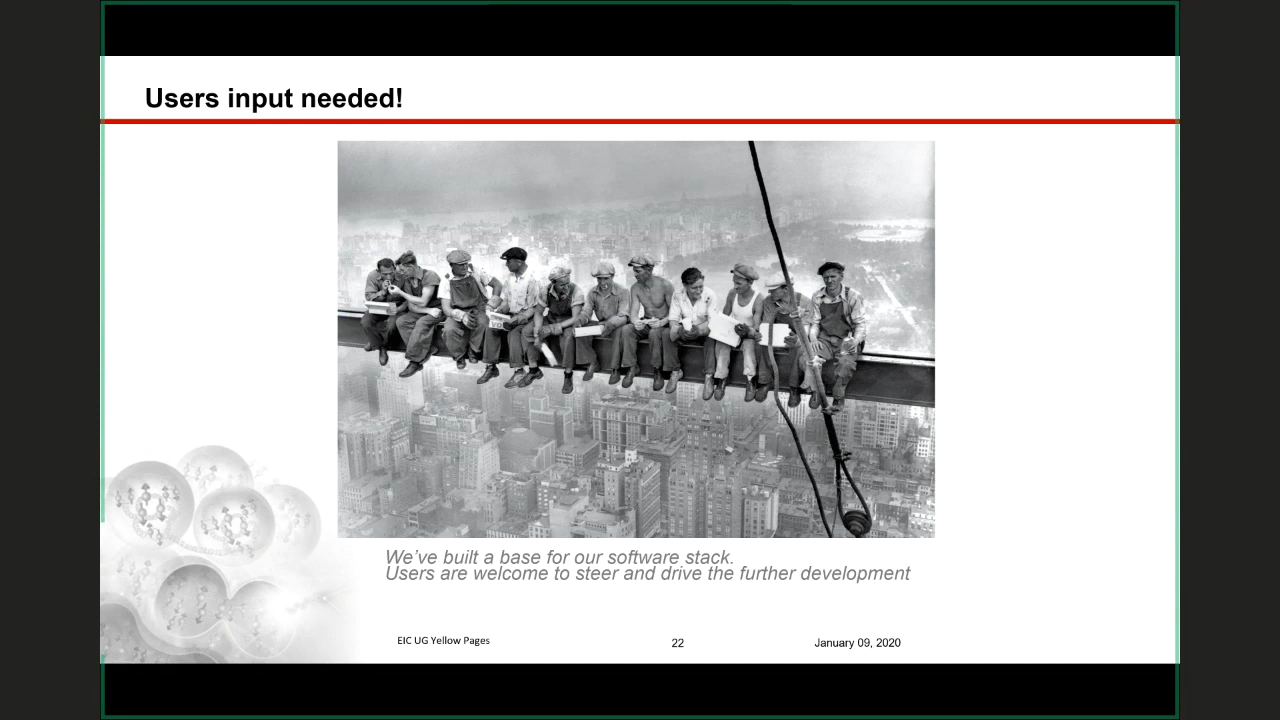 Users input needed!
We've built a base for our software stack.
Users are welcome to steer and drive the further development
EIC UG Yellow Pages
22
January 09, 2020